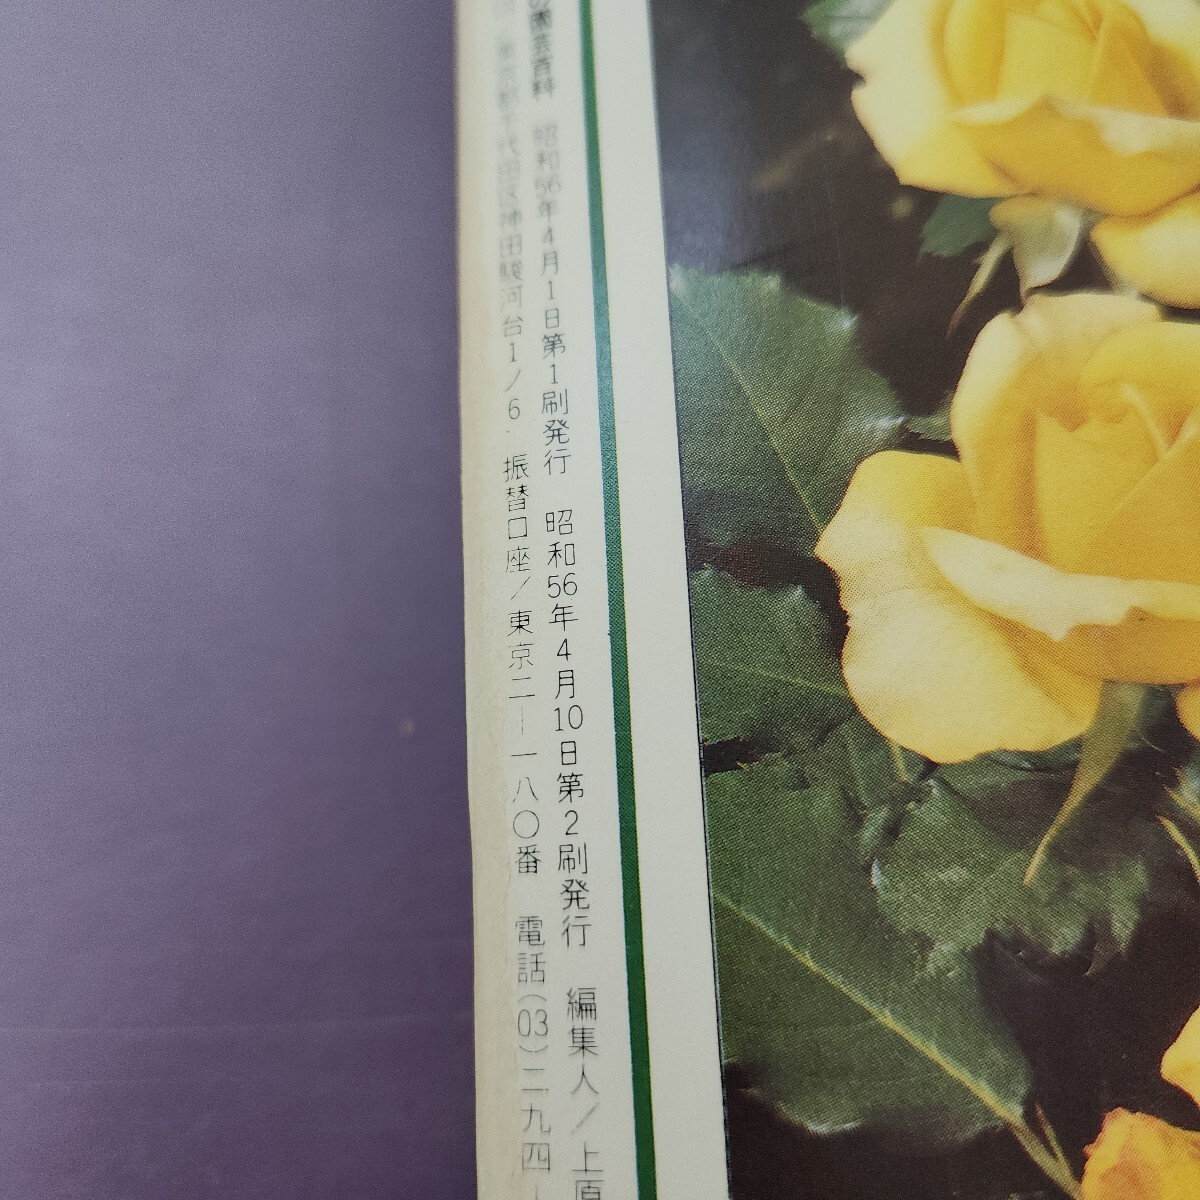 の園芸百科　昭和56年4月1日第1刷発行　昭和56年4月10日第2刷発行　編集人/上原
東京都千代田区神田駿河台1ノ6　振替口座/東京二一一八〇番　電話(03)二九四一